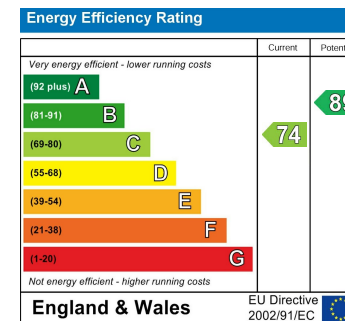 Energy Efficiency Rating
Current
Very energy efficient - lower running costs
(92 plus) A
(81-91) B
(69-80) C
74
(55-68) D
(39-54) E
(21-38) F
(1-20) G
Not energy efficient - higher running costs
England & Wales
EU Directive
2002/91/EC